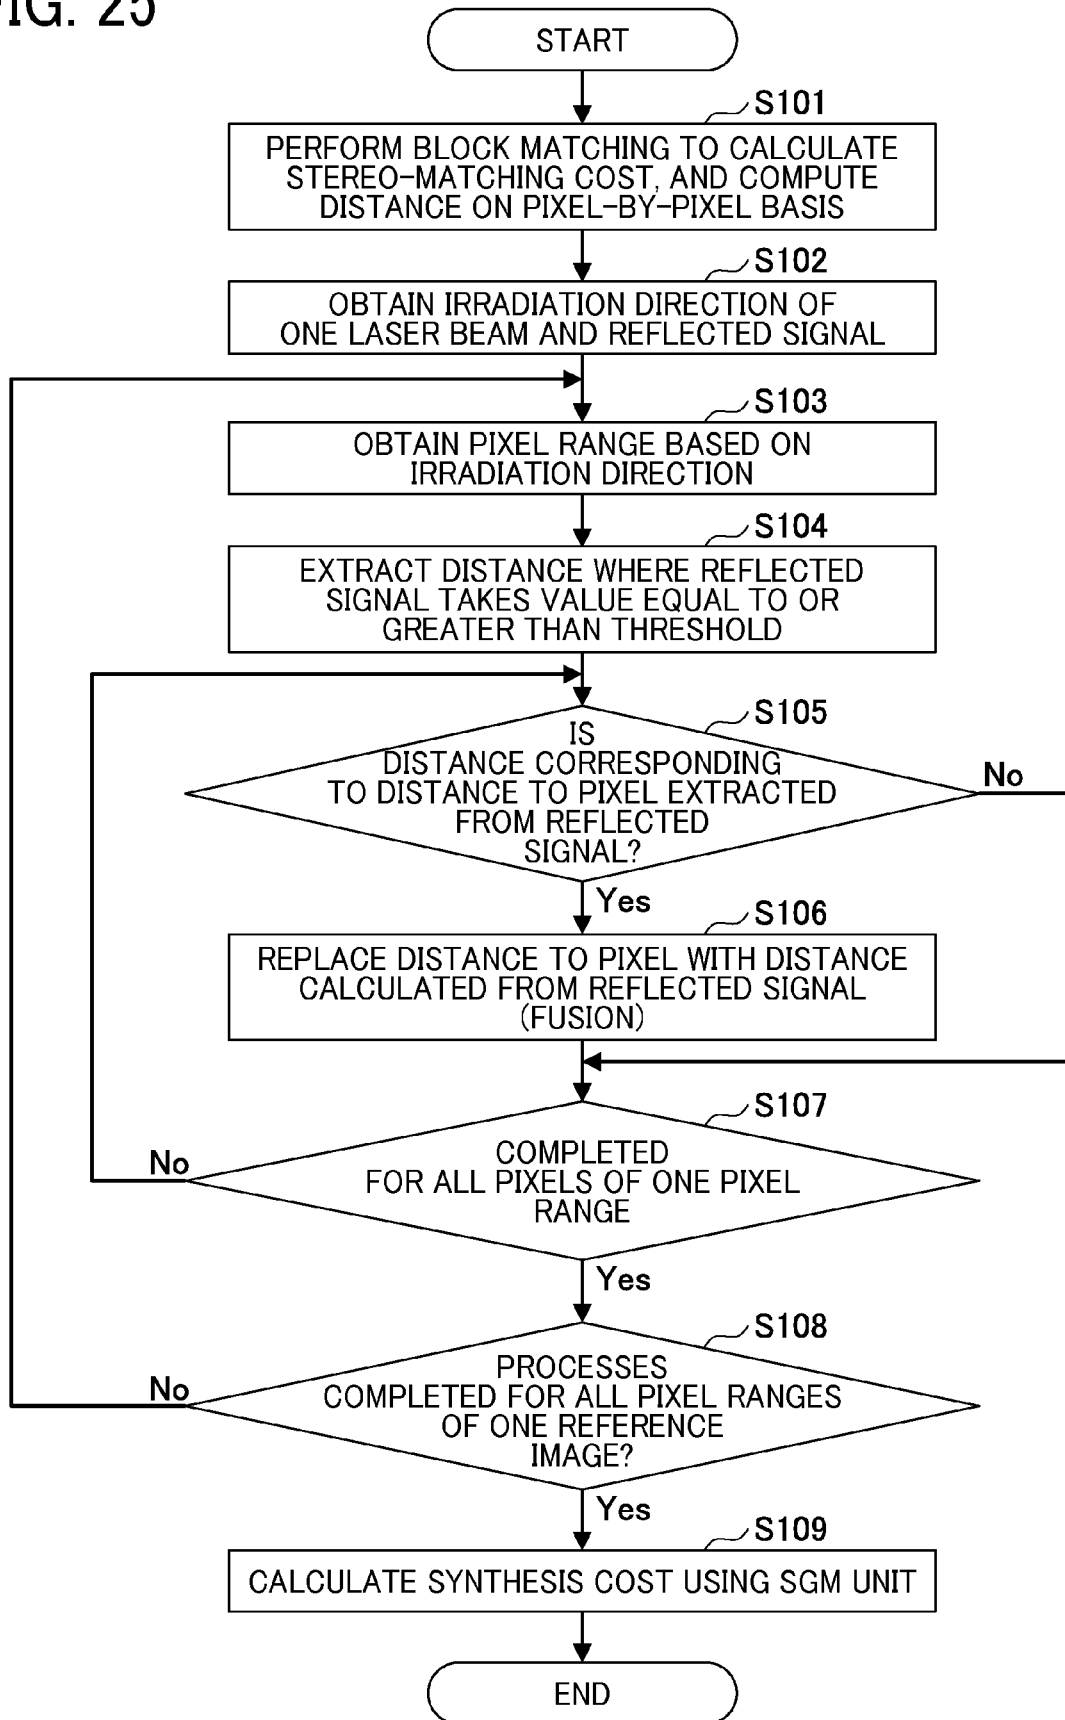 FIG. 25
START
S101
PERFORM BLOCK MATCHING TO CALCULATE
STEREO-MATCHING COST, AND COMPUTE
DISTANCE ON PIXEL-BY-PIXEL BASIS
S102
OBTAIN IRRADIATION DIRECTION OF
ONE LASER BEAM AND REFLECTED SIGNAL
S103
OBTAIN PIXEL RANGE BASED ON
IRRADIATION DIRECTION
S104
EXTRACT DISTANCE WHERE REFLECTED
SIGNAL TAKES VALUE EQUAL TO OR
GREATER THAN THRESHOLD
S105
IS
DISTANCE CORRESPONDING
TO DISTANCE TO PIXEL EXTRACTED
FROM REFLECTED
SIGNAL?
No
Yes
S106
REPLACE DISTANCE TO PIXEL WITH DISTANCE
CALCULATED FROM REFLECTED SIGNAL
(FUSION)
S107
COMPLETED
FOR ALL PIXELS OF ONE PIXEL
RANGE
No
Yes
S108
PROCESSES
COMPLETED FOR ALL PIXEL RANGES
OF ONE REFERENCE
IMAGE?
No
Yes
S109
CALCULATE SYNTHESIS COST USING SGM UNIT
END